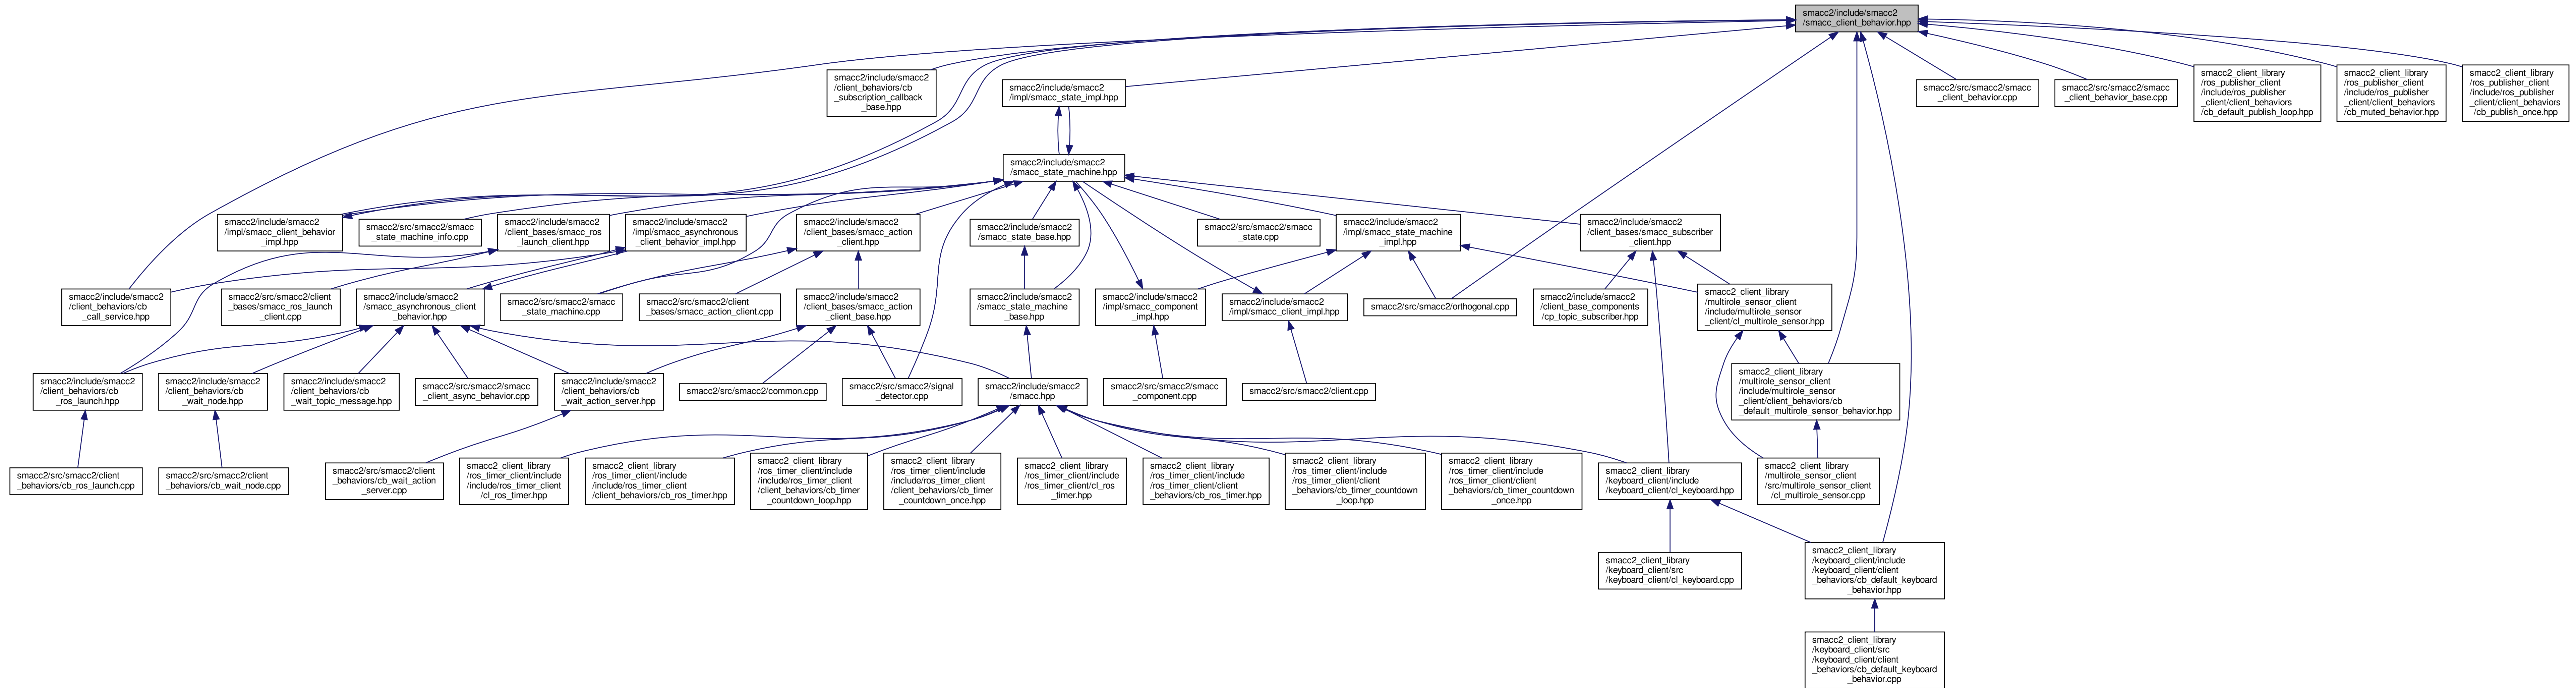 smacc2/include/smacc2
/smacc_client_behavior.hpp
smacc2/include/smacc2
/client_behaviors/cb
_subscription_callback
_base.hpp
smacc2/include/smacc2
/impl/smacc_state_impl.hpp
smacc2/src/smacc2/smacc
_client_behavior.cpp
smacc2/src/smacc2/smacc
_client_behavior_base.cpp
smacc2_client_library
/ros_publisher_client
/include/ros_publisher
_client/client_behaviors
/cb_default_publish_loop.hpp
smacc2_client_library
/ros_publisher_client
/include/ros_publisher
_client/client_behaviors
/cb_muted_behavior.hpp
smacc2_client_library
/ros_publisher_client
/include/ros_publisher
_client/client_behaviors
/cb_publish_once.hpp
smacc2/include/smacc2
/smacc_state_machine.hpp
smacc2/include/smacc2
/impl/smacc_client_behavior
_impl.hpp
smacc2/src/smacc2/smacc
_state_machine_info.cpp
smacc2/include/smacc2
/client_bases/smacc_ros
_launch_client.hpp
smacc2/include/smacc2
/impl/smacc_asynchronous
_client_behavior_impl.hpp
smacc2/include/smacc2
/client_bases/smacc_action
_client.hpp
smacc2/include/smacc2
/smacc_state_base.hpp
smacc2/src/smacc2/smacc
_state.cpp
smacc2/include/smacc2
/impl/smacc_state_machine
_impl.hpp
smacc2/include/smacc2
/client_bases/smacc_subscriber
_client.hpp
smacc2/include/smacc2
/client_behaviors/cb
_call_service.hpp
smacc2/src/smacc2/client
_bases/smacc_ros_launch
_client.cpp
smacc2/include/smacc2
/smacc_asynchronous_client
_behavior.hpp
smacc2/src/smacc2/smacc
_state_machine.cpp
smacc2/src/smacc2/client
_bases/smacc_action_client.cpp
smacc2/include/smacc2
/client_bases/smacc_action
_client_base.hpp
smacc2/include/smacc2
/smacc_state_machine
_base.hpp
smacc2/include/smacc2
/impl/smacc_component
_impl.hpp
smacc2/include/smacc2
/impl/smacc_client_impl.hpp
smacc2/src/smacc2/orthogonal.cpp
smacc2/include/smacc2
/client_base_components
/cp_topic_subscriber.hpp
smacc2_client_library
/multirole_sensor_client
/include/multirole_sensor
_client/cl_multirole_sensor.hpp
smacc2/include/smacc2
/client_behaviors/cb
_ros_launch.hpp
smacc2/include/smacc2
/client_behaviors/cb
_wait_node.hpp
smacc2/include/smacc2
/client_behaviors/cb
_wait_topic_message.hpp
smacc2/src/smacc2/smacc
_client_async_behavior.cpp
smacc2/include/smacc2
/client_behaviors/cb
_wait_action_server.hpp
smacc2/src/smacc2/common.cpp
smacc2/src/smacc2/signal
_detector.cpp
smacc2/include/smacc2
/smacc.hpp
smacc2/src/smacc2/smacc
_component.cpp
smacc2/src/smacc2/client.cpp
smacc2_client_library
/multirole_sensor_client
/include/multirole_sensor
_client/client_behaviors/cb
_default_multirole_sensor_behavior.hpp
smacc2/src/smacc2/client
_behaviors/cb_ros_launch.cpp
smacc2/src/smacc2/client
_behaviors/cb_wait_node.cpp
smacc2/src/smacc2/client
_behaviors/cb_wait_action
_server.cpp
smacc2_client_library
/ros_timer_client/include
/include/ros_timer_client
/cl_ros_timer.hpp
smacc2_client_library
/ros_timer_client/include
/include/ros_timer_client
/client_behaviors/cb_ros_timer.hpp
smacc2_client_library
/ros_timer_client/include
/include/ros_timer_client
/client_behaviors/cb_timer
_countdown_loop.hpp
smacc2_client_library
/ros_timer_client/include
/include/ros_timer_client
/client_behaviors/cb_timer
_countdown_once.hpp
smacc2_client_library
/ros_timer_client/include
/ros_timer_client/cl_ros
_timer.hpp
smacc2_client_library
/ros_timer_client/include
/ros_timer_client/client
_behaviors/cb_ros_timer.hpp
smacc2_client_library
/ros_timer_client/include
/ros_timer_client/client
_behaviors/cb_timer_countdown
_loop.hpp
smacc2_client_library
/ros_timer_client/include
/ros_timer_client/client
_behaviors/cb_timer_countdown
_once.hpp
smacc2_client_library
/keyboard_client/include
/keyboard_client/cl_keyboard.hpp
smacc2_client_library
/multirole_sensor_client
/src/multirole_sensor_client
/cl_multirole_sensor.cpp
smacc2_client_library
/keyboard_client/src
/keyboard_client/cl_keyboard.cpp
smacc2_client_library
/keyboard_client/include
/keyboard_client/client
_behaviors/cb_default_keyboard
_behavior.hpp
smacc2_client_library
/keyboard_client/src
/keyboard_client/client
_behaviors/cb_default_keyboard
_behavior.cpp